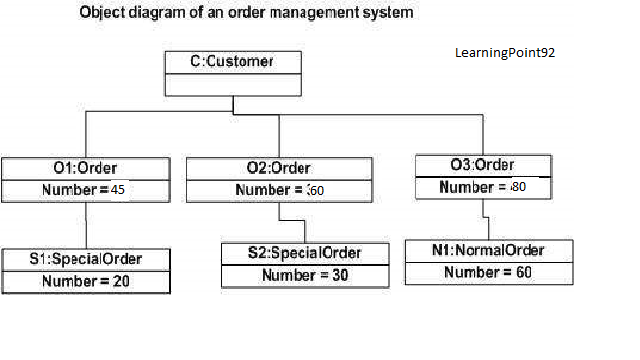 Object diagram of an order management system
LearningPoint92
C:Customer
O1:Order
Number = 45
O2:Order
Number = 60
O3:Order
Number = 80
S1:SpecialOrder
Number = 20
S2:SpecialOrder
Number = 30
N1:NormalOrder
Number = 60